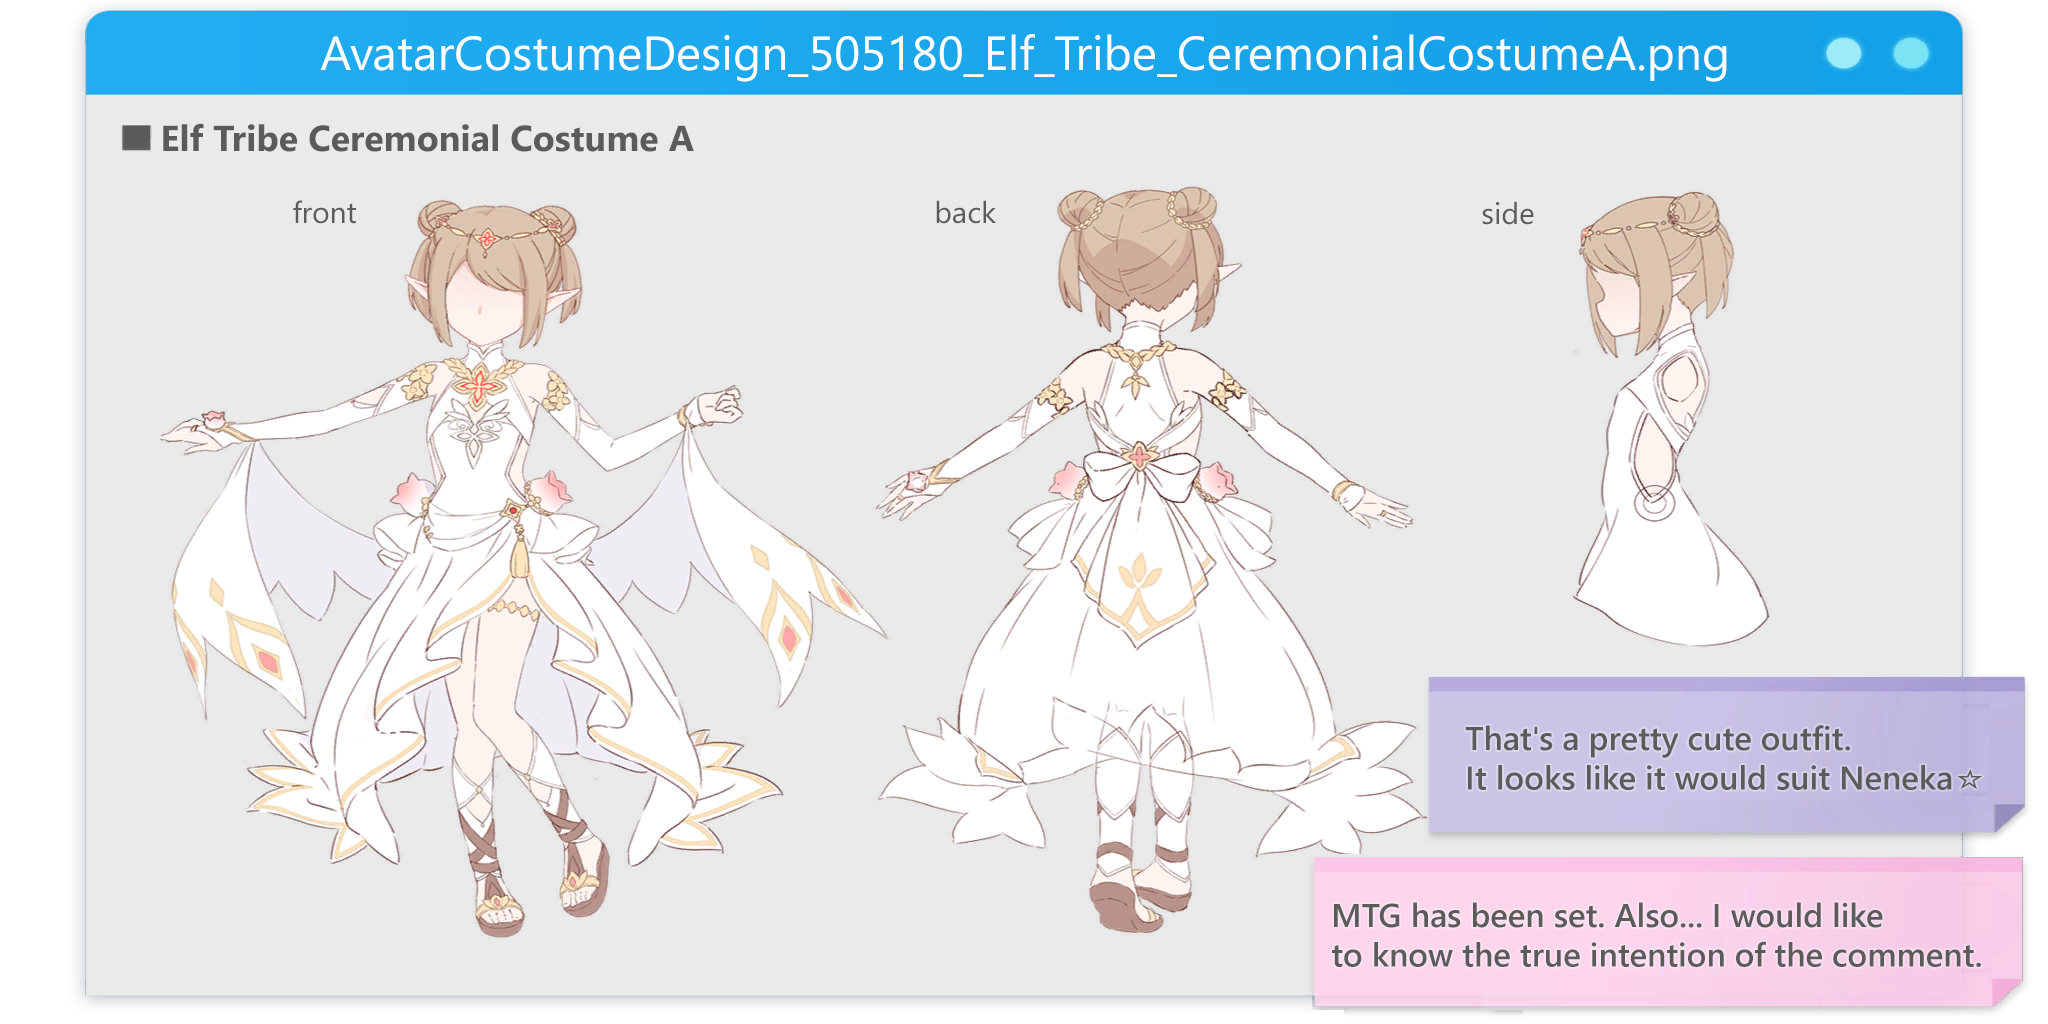 AvatarCostumeDesign_505180_Elf_Tribe_CeremonialCostumeA.png
■ Elf Tribe Ceremonial Costume A
front
back
side
That's a pretty cute outfit.
It looks like it would suit Neneka☆
MTG has been set. Also... I would like
to know the true intention of the comment.